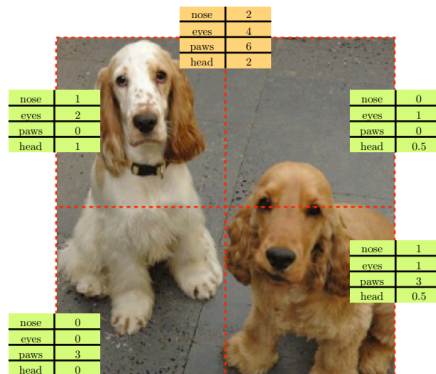 nose 2
eyes 4
paws 6
head 2
nose 1
eyes 2
paws 0
head 1
nose 0
eyes 1
paws 0
head 0.5
nose 1
eyes 1
paws 3
head 0.5
nose 0
eyes 0
paws 3
head 0